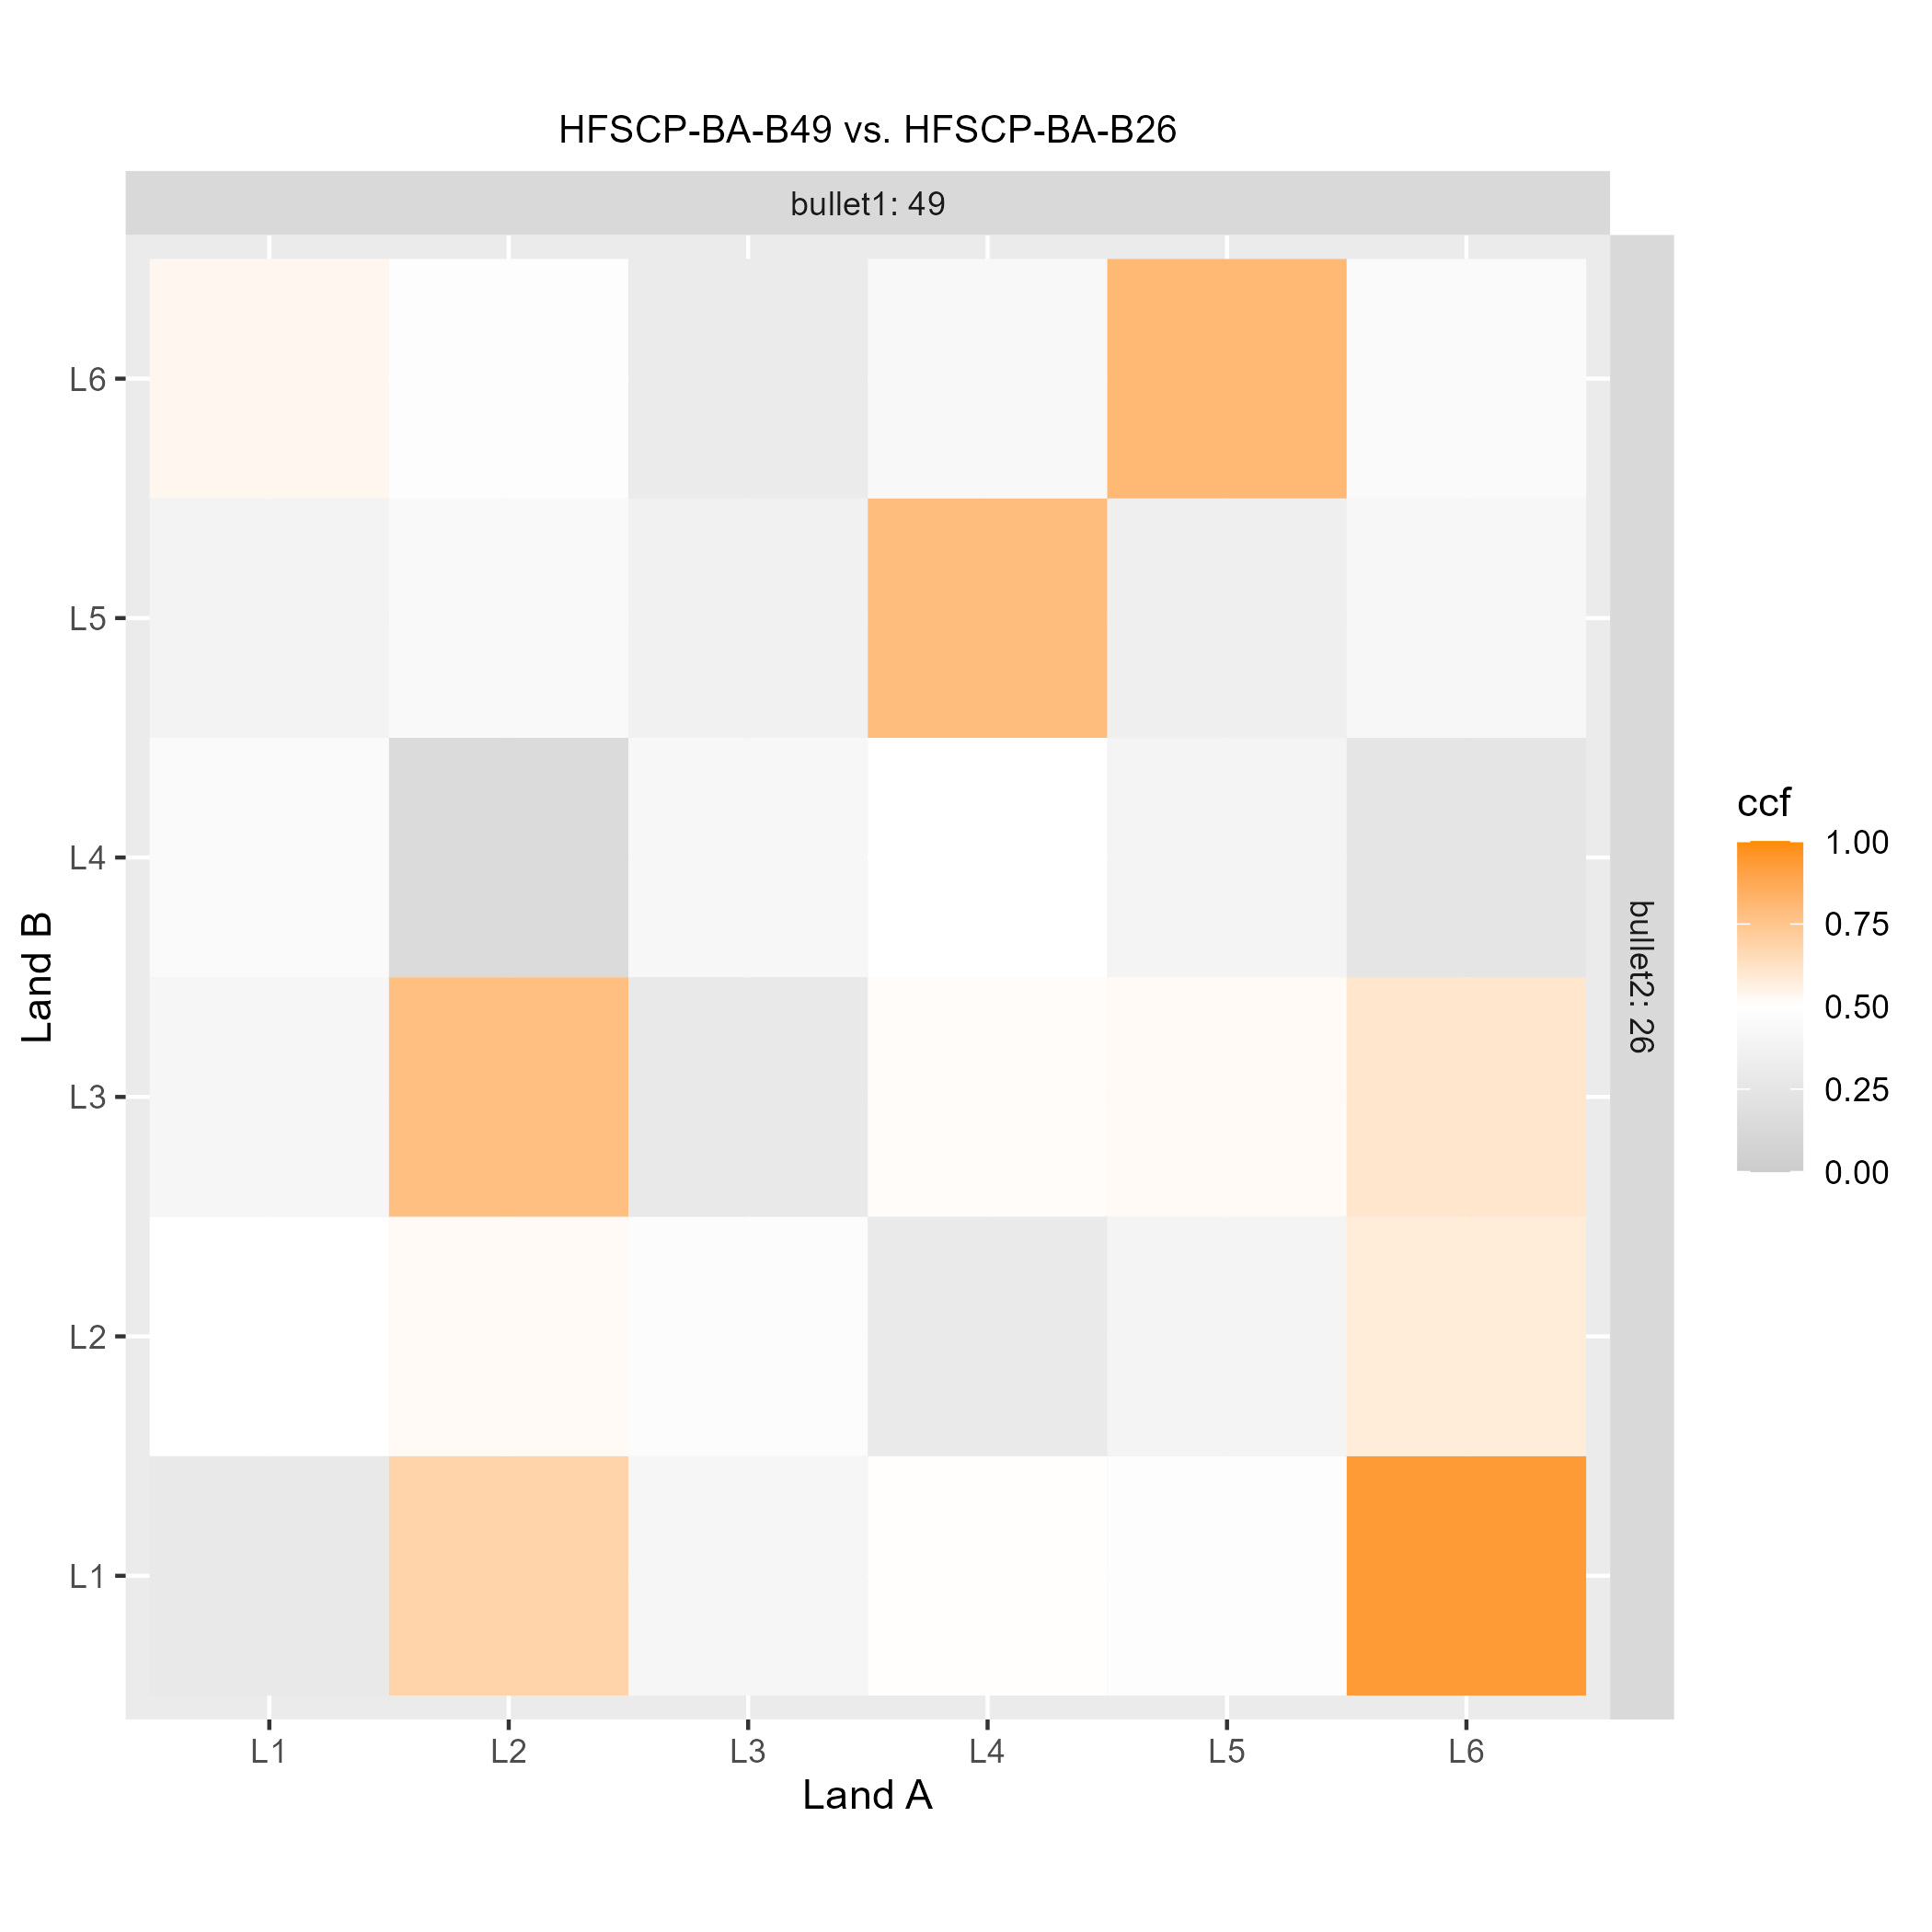 HFSCP-BA-B49 vs. HFSCP-BA-B26
bullet1: 49
L6
L5
L4
L3
L2
L1
Land B
bullet2: 26
L1 L2 L3 L4 L5 L6
Land A
ccf
1.00
0.75
0.50
0.25
0.00